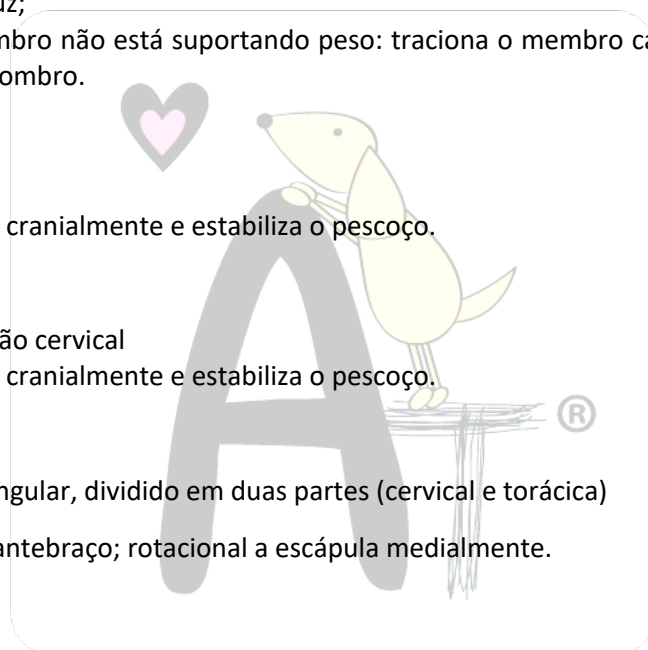 uz;
mbro não está suportando peso: traciona o membro ca
ombro.
cranialmente e estabiliza o pescoço.
ão cervical
cranialmente e estabiliza o pescoço.
ngular, dividido em duas partes (cervical e torácica)
antebraço; rotacional a escápula medialmente.
A
®